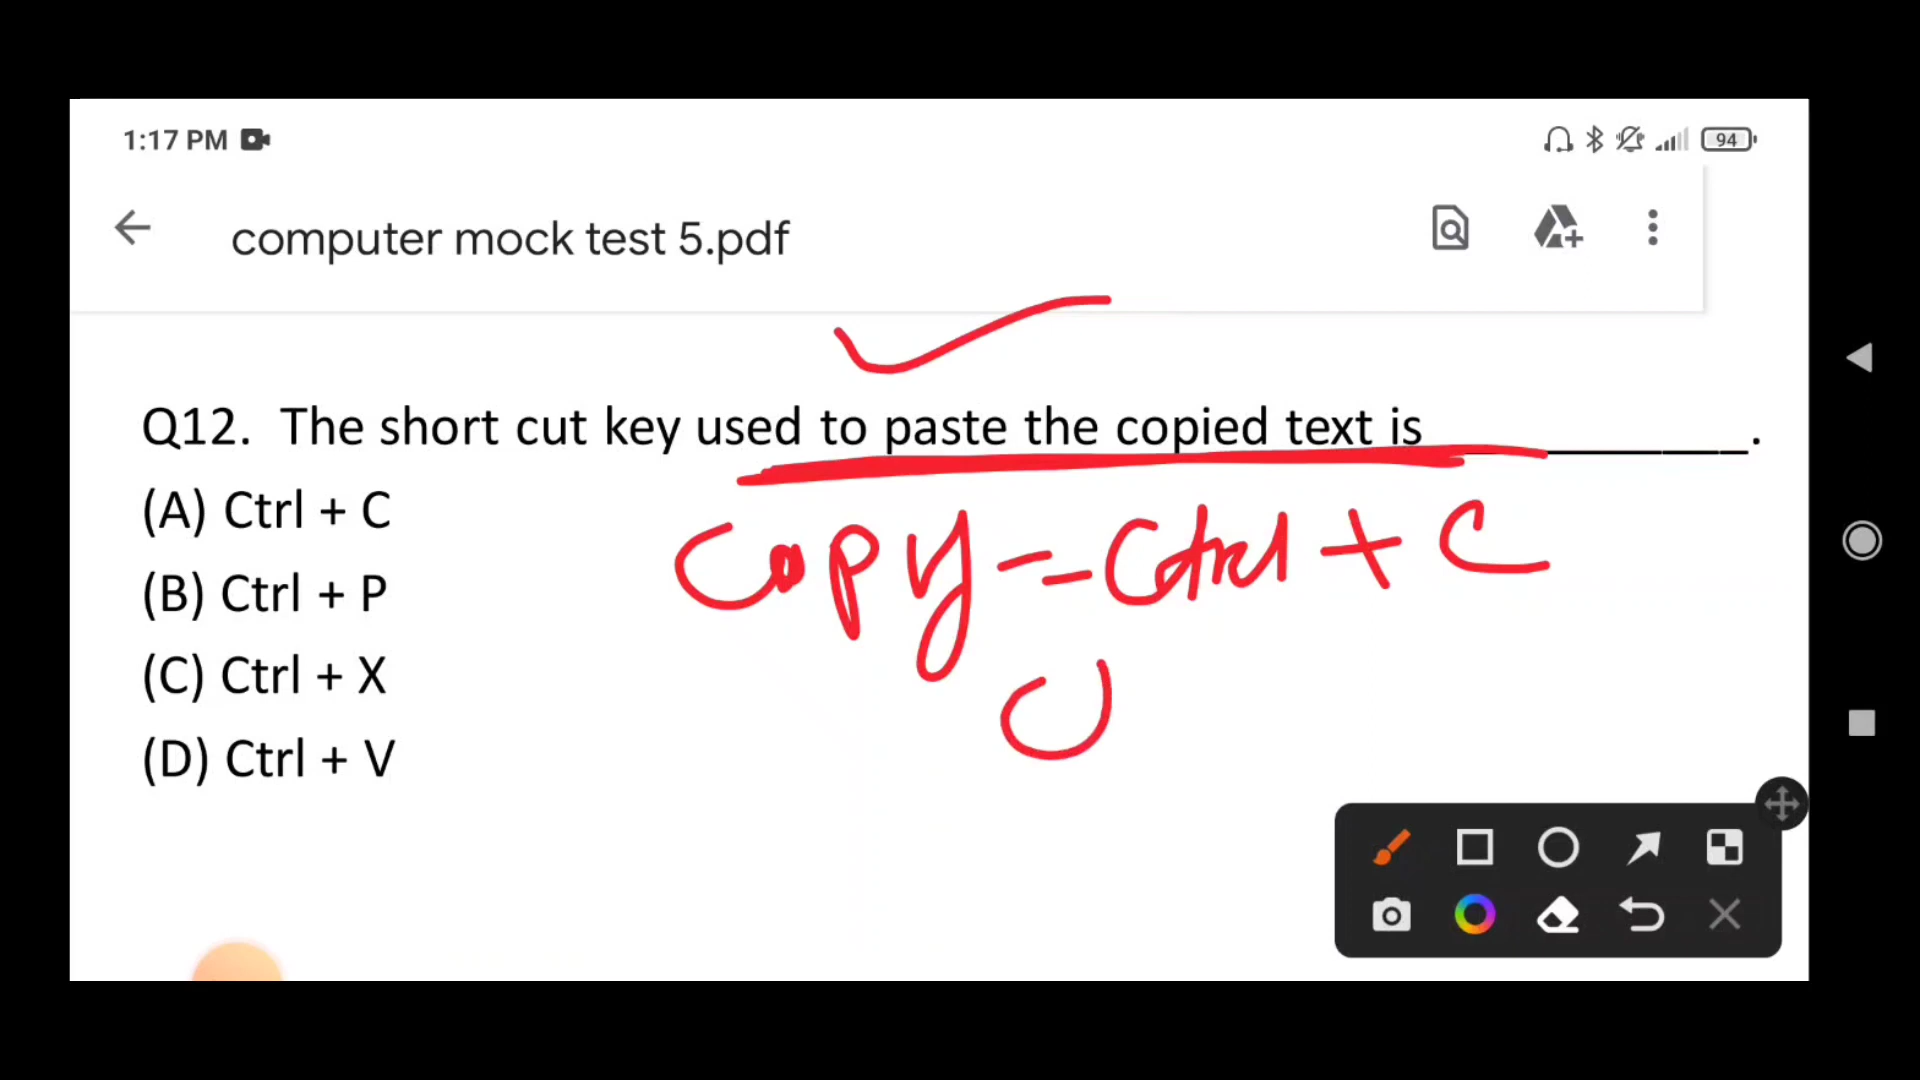 1:17 PM
94
computer mock test 5.pdf
Q12. The short cut key used to paste the copied text is ____________.
(A) Ctrl + C
copy = Ctrl + C
(B) Ctrl + P
(C) Ctrl + X
(D) Ctrl + V